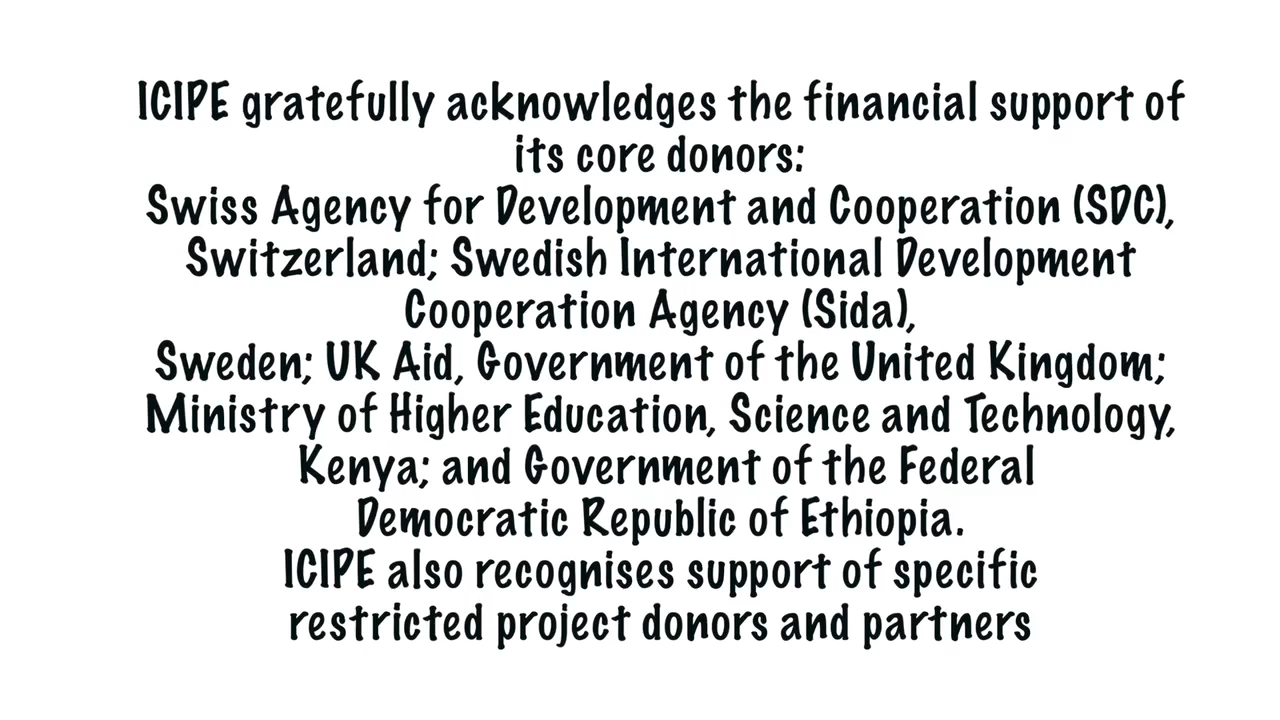 ICIPE gratefully acknowledges the financial support of
its core donors:
Swiss Agency for Development and Cooperation (SDC),
Switzerland; Swedish International Development
Cooperation Agency (Sida),
Sweden; UK Aid, Government of the United Kingdom;
Ministry of Higher Education, Science and Technology,
Kenya; and Government of the Federal
Democratic Republic of Ethiopia.
ICIPE also recognises support of specific
restricted project donors and partners